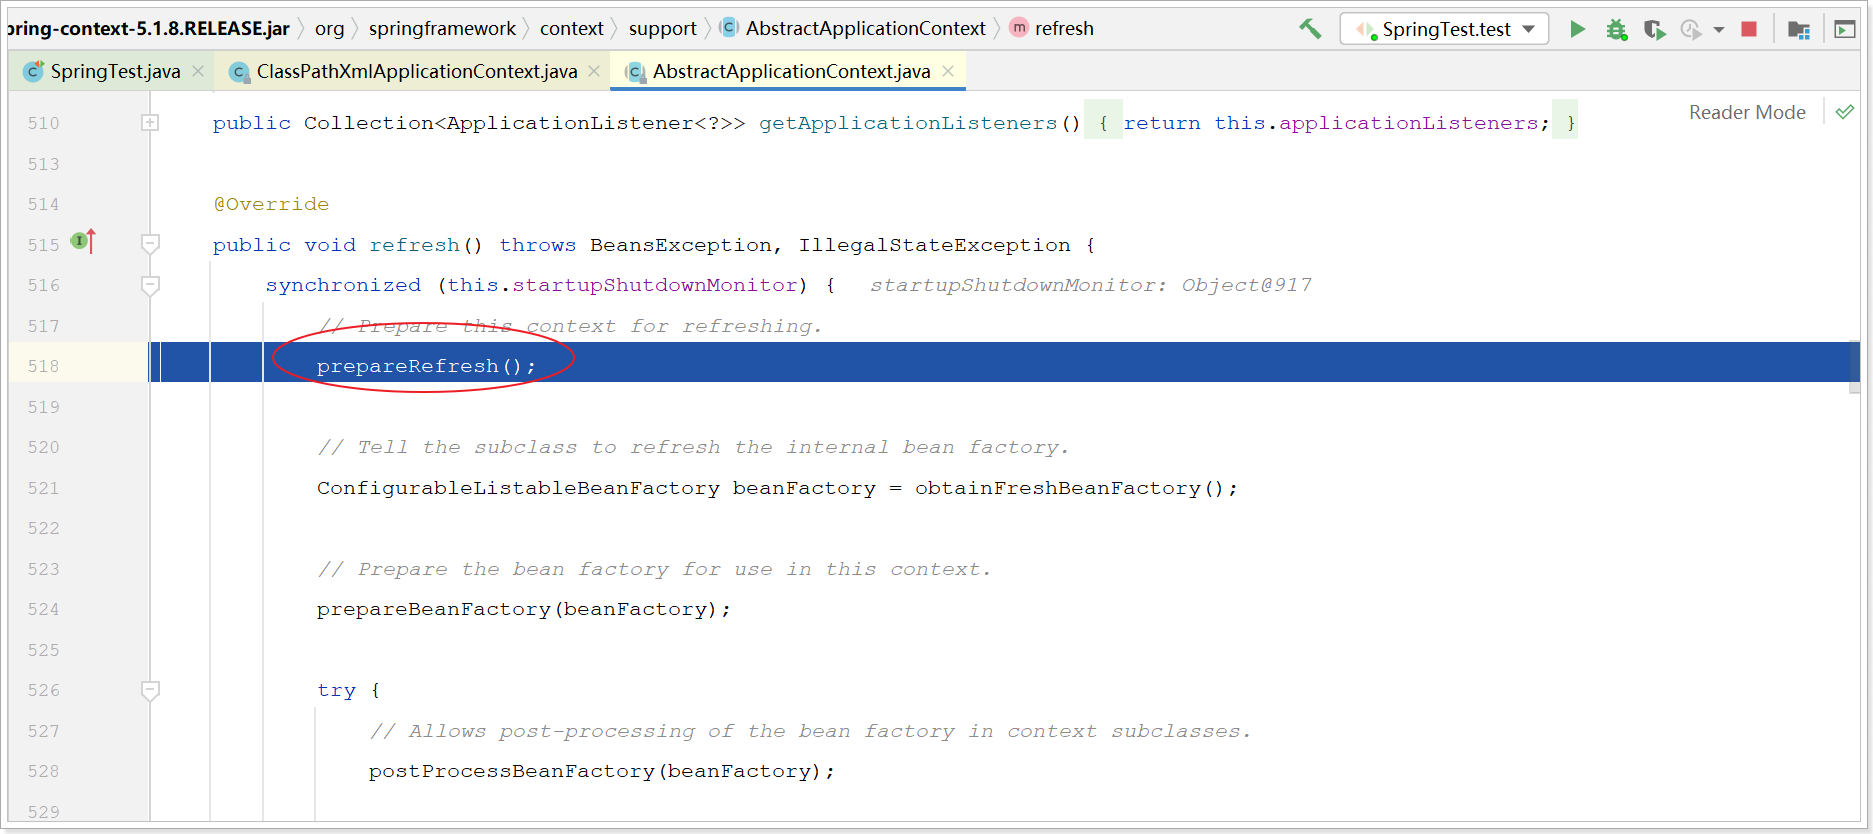 pring-context-5.1.8.RELEASE.jar org springframework context support AbstractApplicationContext refresh SpringTest.test
SpringTest.java ClassPathXmlApplicationContext.java AbstractApplicationContext.java
Reader Mode
510 public Collection<ApplicationListener<?>> getApplicationListeners() { return this.applicationListeners; }
513
514 @Override
515 public void refresh() throws BeansException, IllegalStateException {
516 synchronized (this.startupShutdownMonitor) { startupShutdownMonitor: Object@917
517 // Prepare this context for refreshing.
518 prepareRefresh();
519
520 // Tell the subclass to refresh the internal bean factory.
521 ConfigurableListableBeanFactory beanFactory = obtainFreshBeanFactory();
522
523 // Prepare the bean factory for use in this context.
524 prepareBeanFactory(beanFactory);
525
526 try {
527 // Allows post-processing of the bean factory in context subclasses.
528 postProcessBeanFactory(beanFactory);
529